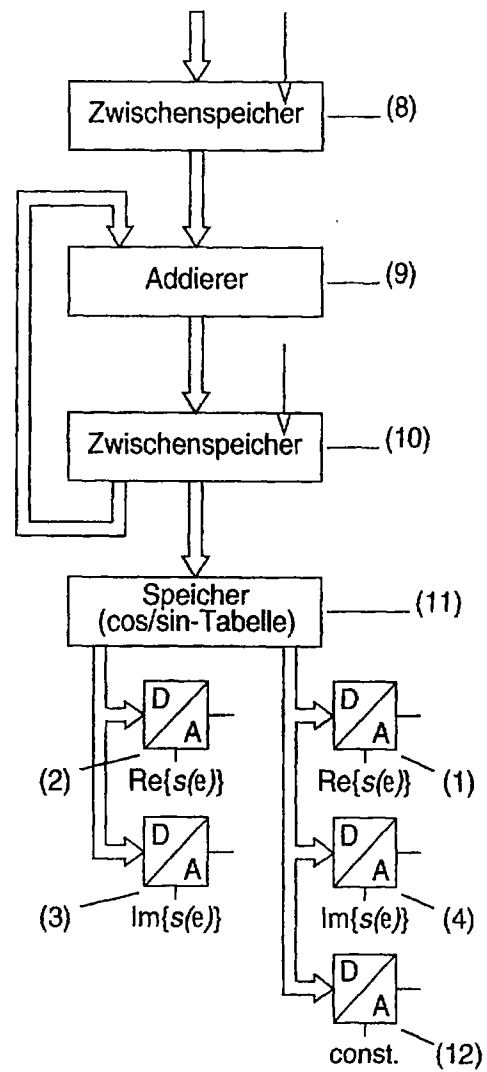 Zwischenspeicher (8)
Addierer (9)
Zwischenspeicher (10)
Speicher
(cos/sin-Tabelle) (11)
D
A
(2) Re{s(e)}
D
A
Re{s(e)} (1)
D
A
(3) Im{s(e)}
D
A
Im{s(e)} (4)
D
A
const. (12)